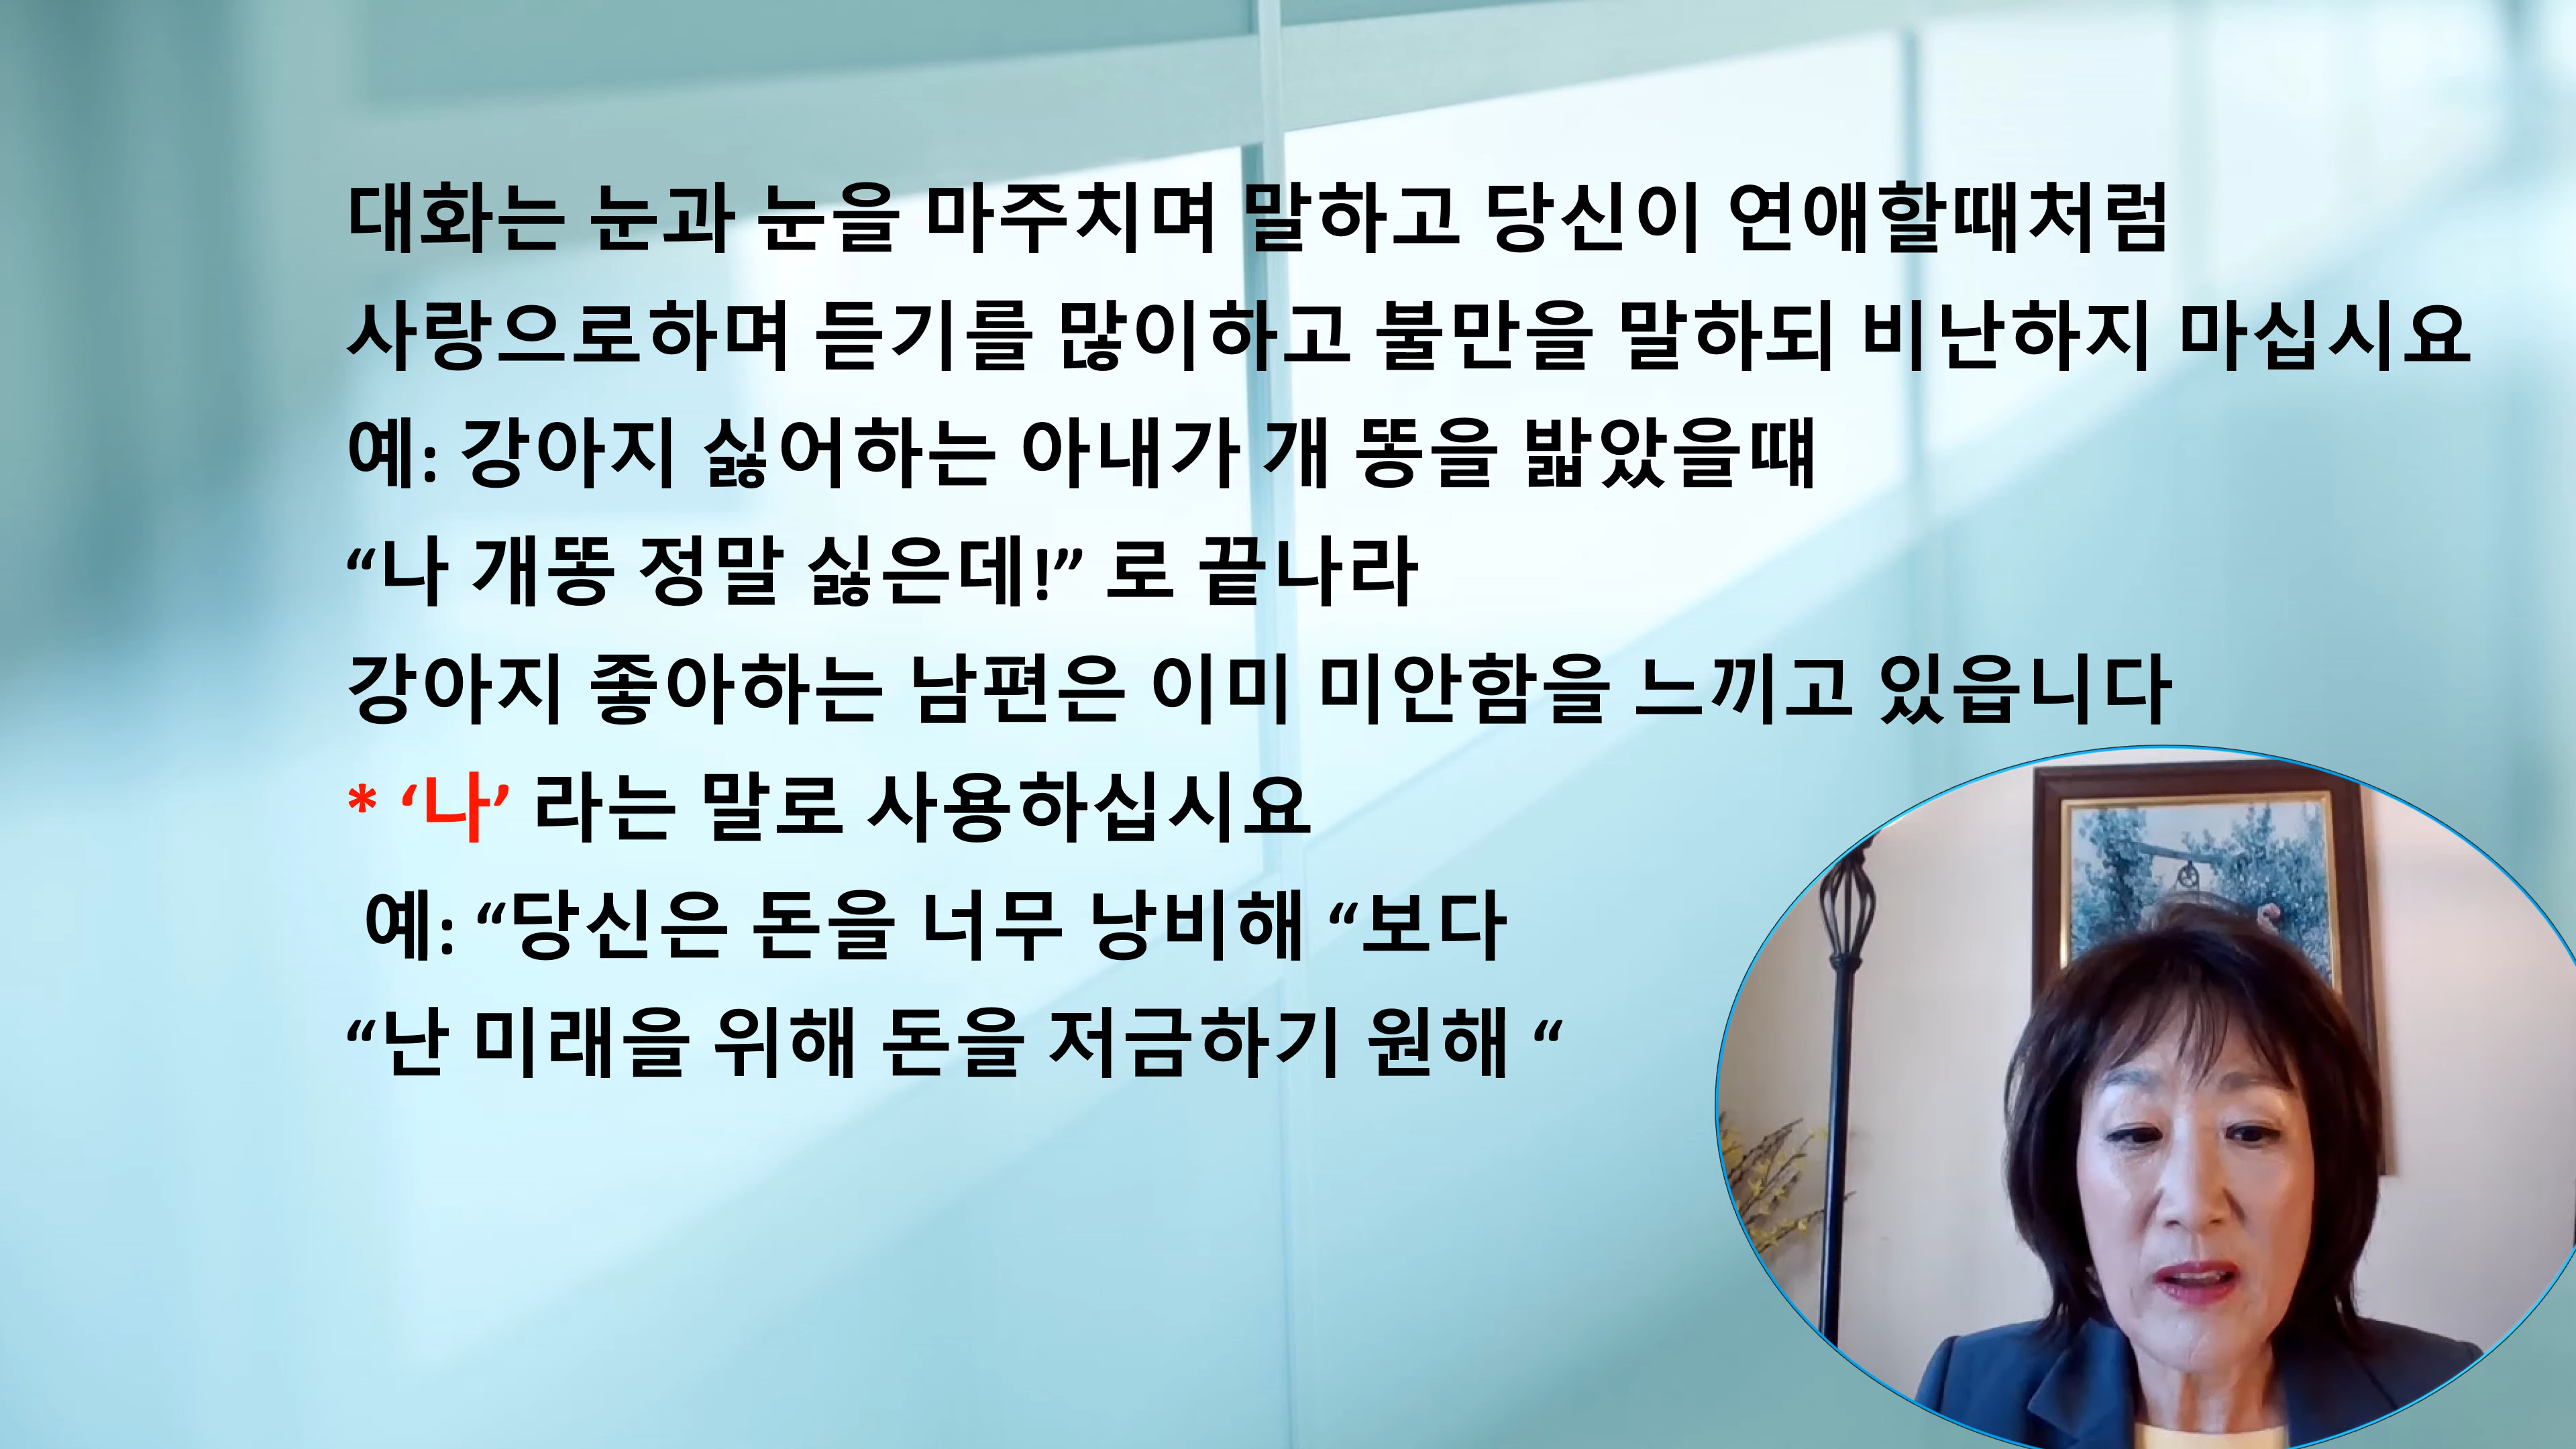 대화는 눈과 눈을 마주치며 말하고 당신이 연애할때처럼
사랑으로하며 듣기를 많이하고 불만을 말하되 비난하지 마십시요
예: 강아지 싫어하는 아내가 개 똥을 밟았을떄
“나 개똥 정말 싫은데!” 로 끝나라
강아지 좋아하는 남편은 이미 미안함을 느끼고 있읍니다
* ‘나’ 라는 말로 사용하십시요
예: “당신은 돈을 너무 낭비해 “보다
“난 미래을 위해 돈을 저금하기 원해 “